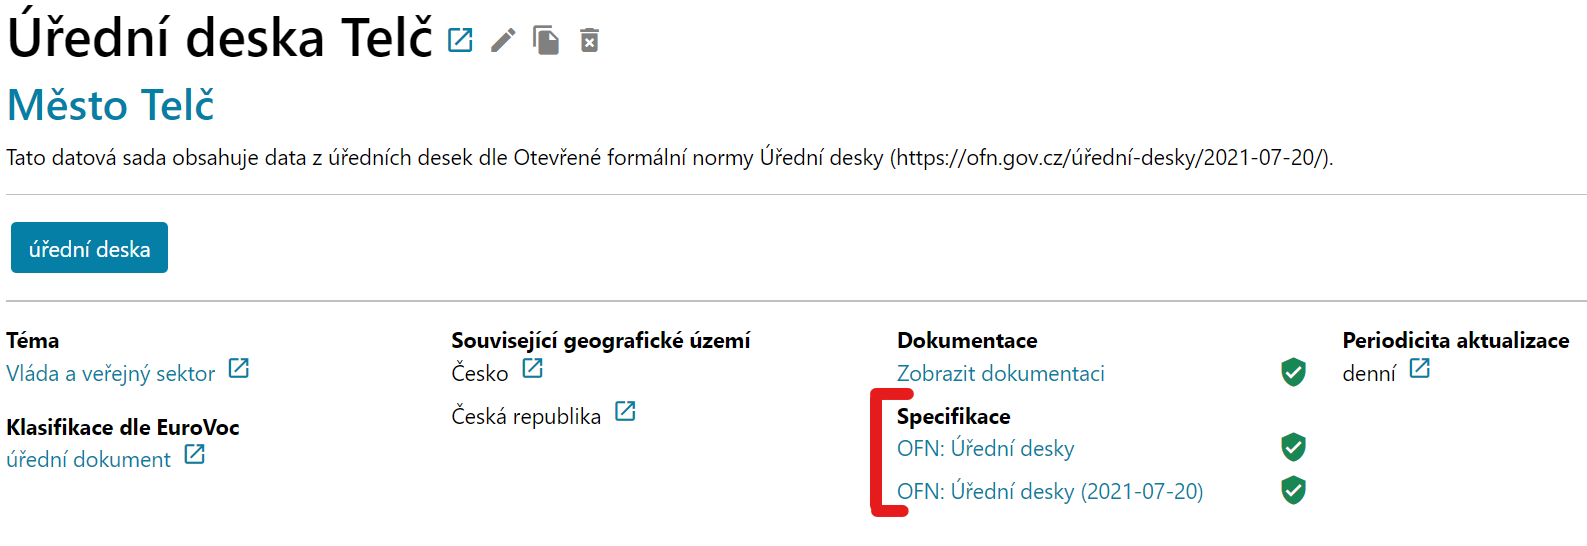 Úřední deska Telč
Město Telč
Tato datová sada obsahuje data z úředních desek dle Otevřené formální normy Úřední desky (https://ofn.gov.cz/úřední-desky/2021-07-20/).
úřední deska
Téma
Vláda a veřejný sektor
Klasifikace dle EuroVoc
úřední dokument
Související geografické území
Česko
Česká republika
Dokumentace
Zobrazit dokumentaci
Specifikace
OFN: Úřední desky
OFN: Úřední desky (2021-07-20)
Periodicita aktualizace
denní